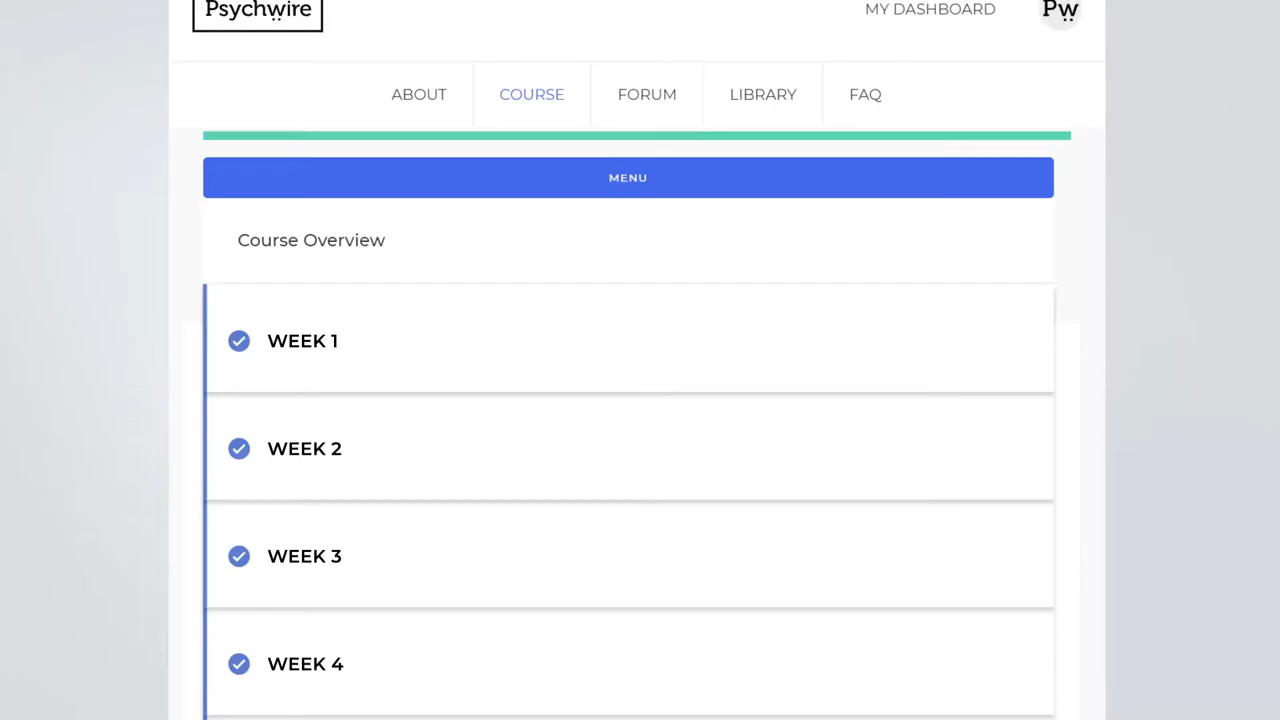 Psychwire
MY DASHBOARD
Pw
ABOUT
COURSE
FORUM
LIBRARY
FAQ
MENU
Course Overview
WEEK 1
WEEK 2
WEEK 3
WEEK 4